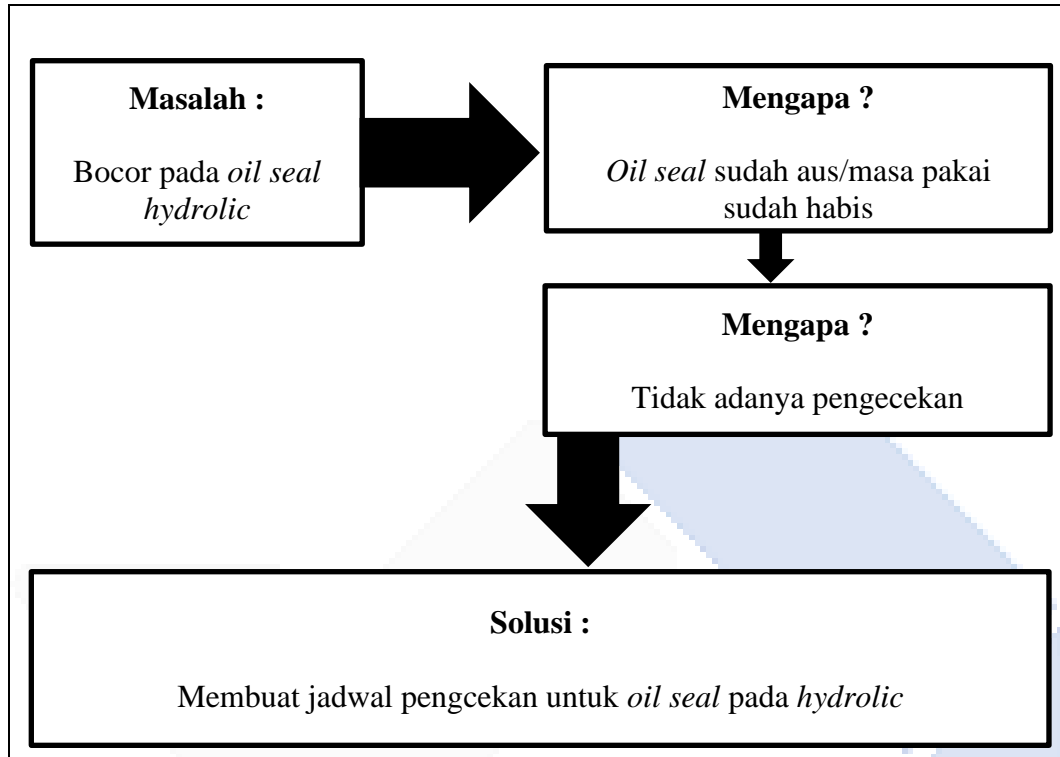 Masalah :
Bocor pada oil seal
hydrolic
Mengapa ?
Oil seal sudah aus/masa pakai
sudah habis
Mengapa ?
Tidak adanya pengecekan
Solusi :
Membuat jadwal pengcekan untuk oil seal pada hydrolic